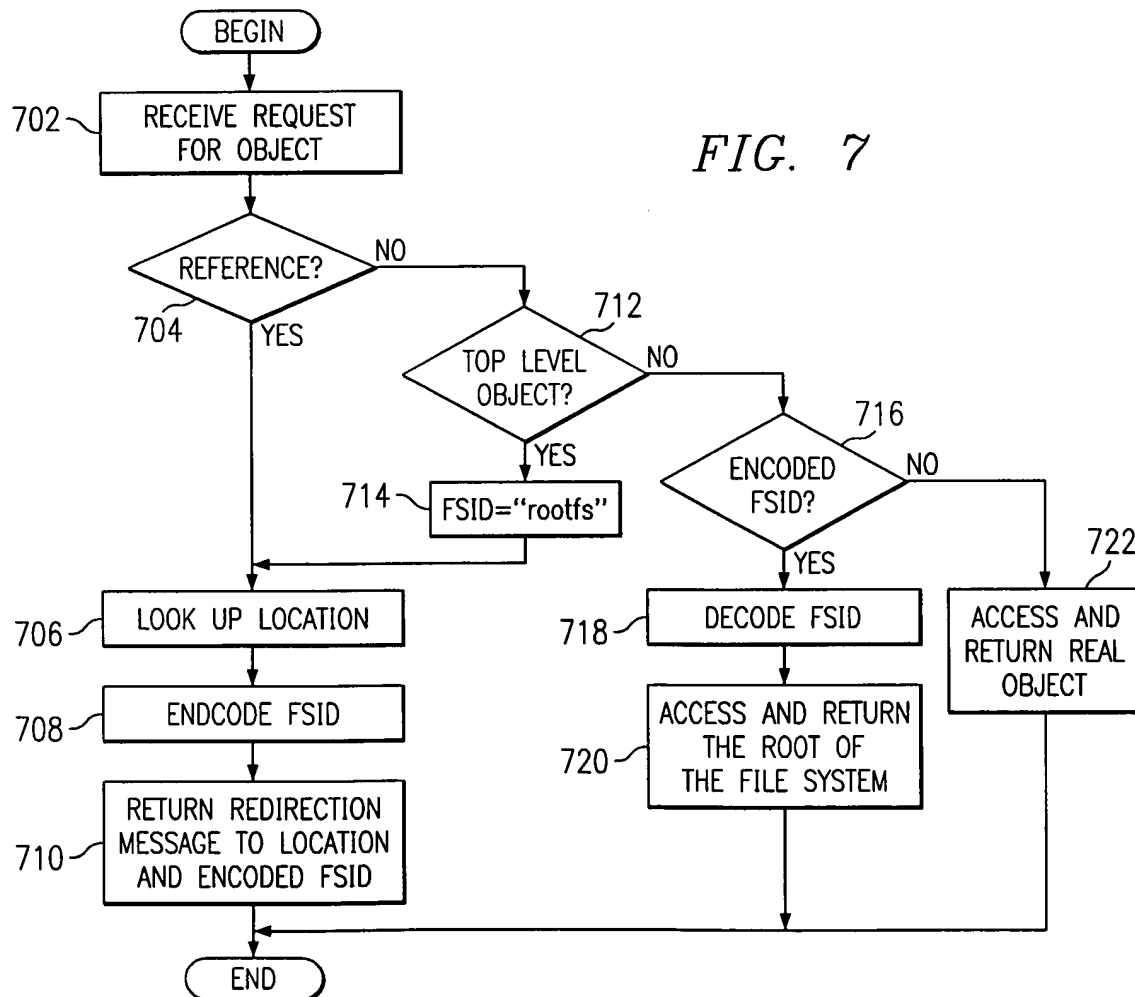 BEGIN
702
RECEIVE REQUEST
FOR OBJECT
FIG. 7
REFERENCE?
NO
704
YES
712
TOP LEVEL
OBJECT?
NO
YES
714
FSID="rootfs"
716
ENCODED
FSID?
NO
YES
706
LOOK UP LOCATION
718
DECODE FSID
722
ACCESS AND
RETURN REAL
OBJECT
708
ENDCODE FSID
720
ACCESS AND RETURN
THE ROOT OF
THE FILE SYSTEM
710
RETURN REDIRECTION
MESSAGE TO LOCATION
AND ENCODED FSID
END